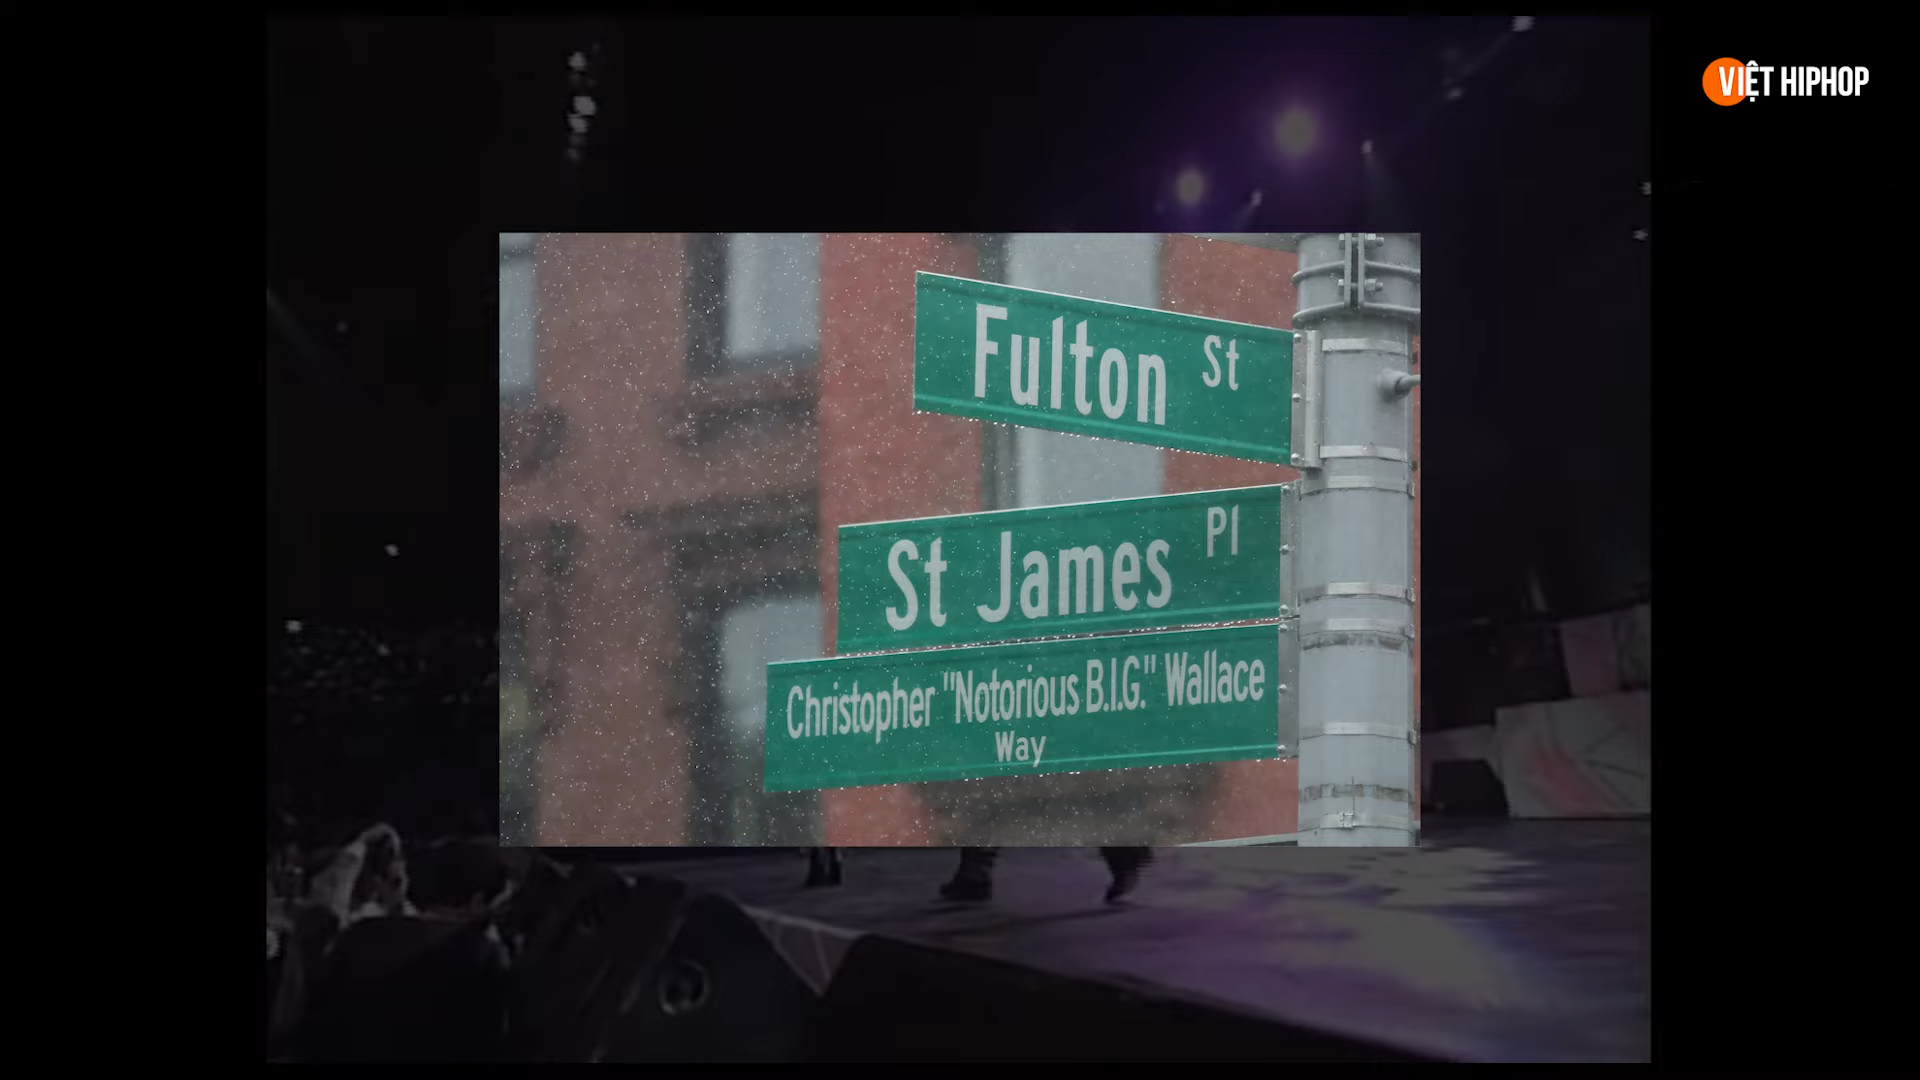 VIỆT HIPHOP
Fulton St
St James Pl
Christopher "Notorious B.I.G." Wallace
Way